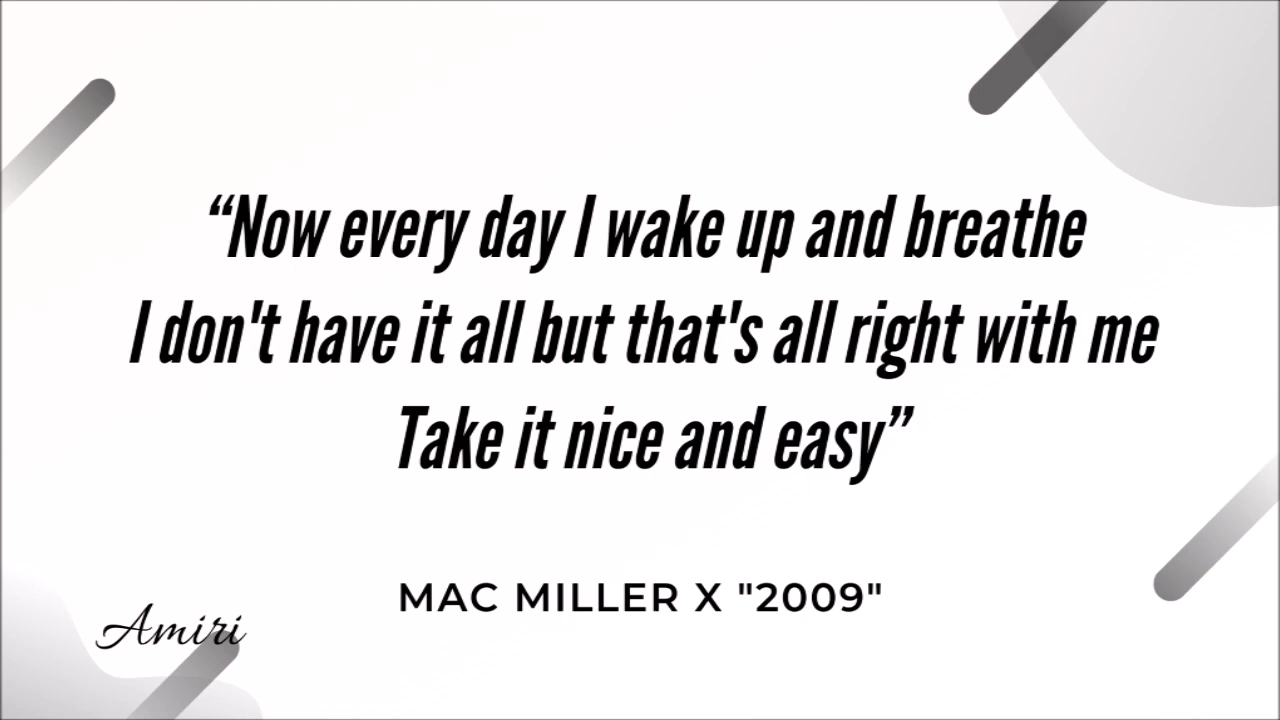 “Now every day I wake up and breathe
I don't have it all but that's all right with me
Take it nice and easy”
MAC MILLER X "2009"
Amiri